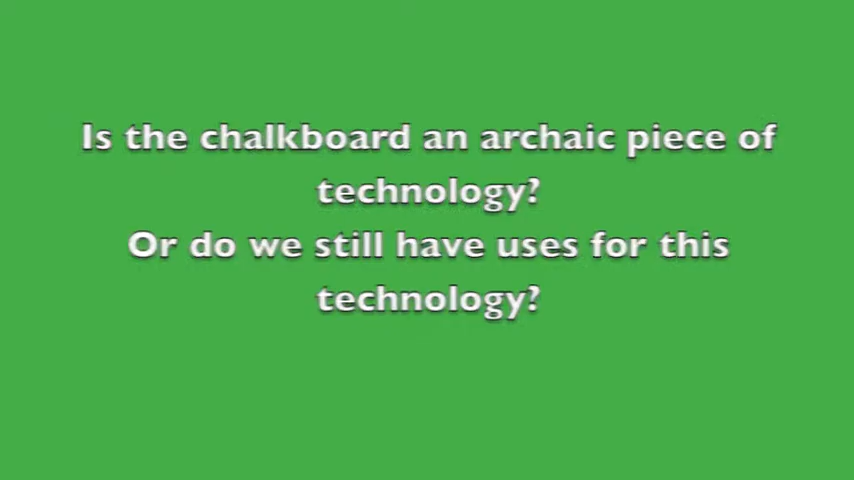 Is the chalkboard an archaic piece of
technology?
Or do we still have uses for this
technology?